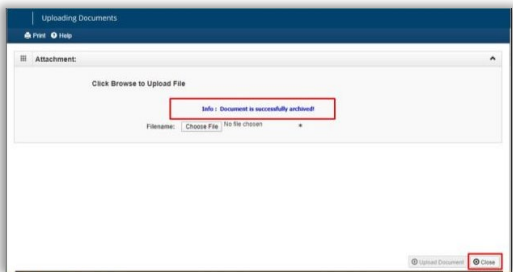 Uploading Documents
Print Help
Attachment:
Click Browse to Upload File
Info : Document is successfully archived!
Filename: Choose File No file chosen *
Upload Document Close